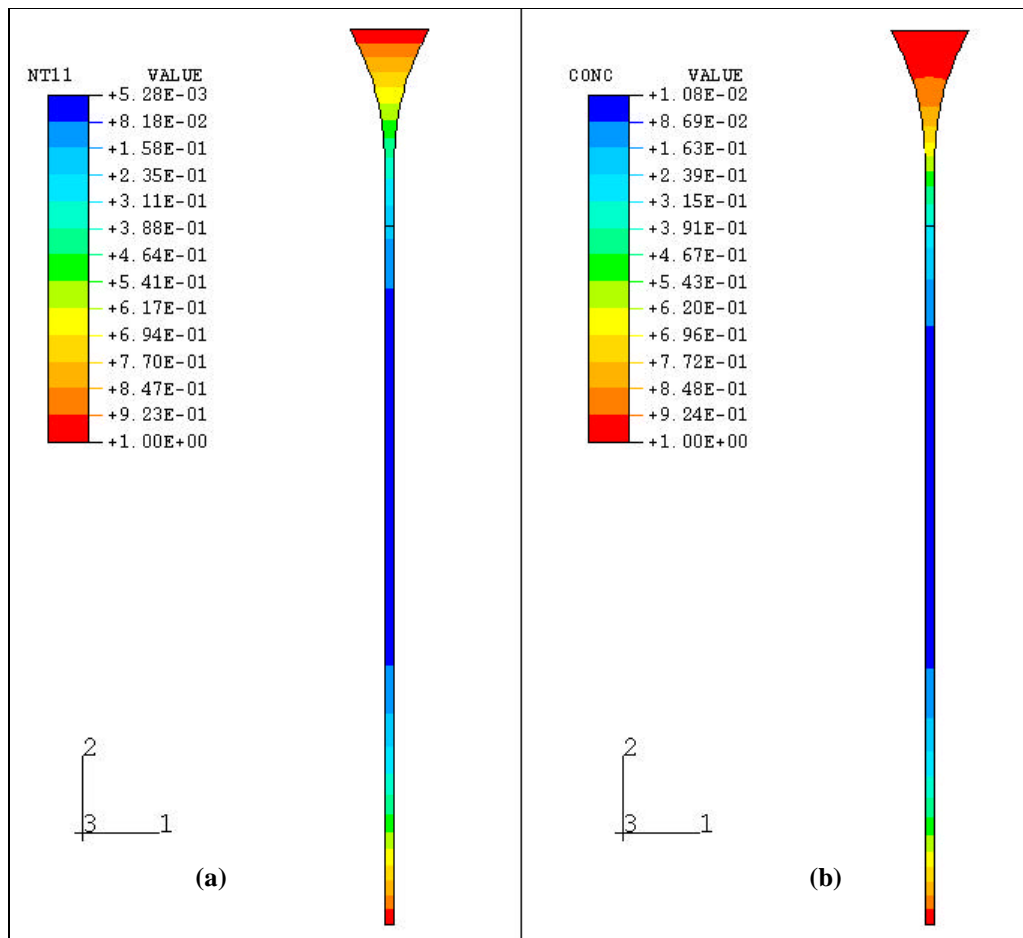 NT11 VALUE
+5.28E-03
+8.18E-02
+1.58E-01
+2.35E-01
+3.11E-01
+3.88E-01
+4.64E-01
+5.41E-01
+6.17E-01
+6.94E-01
+7.70E-01
+8.47E-01
+9.23E-01
+1.00E+00
2
3 1
(a)
CONC VALUE
+1.08E-02
+8.69E-02
+1.63E-01
+2.39E-01
+3.15E-01
+3.91E-01
+4.67E-01
+5.43E-01
+6.20E-01
+6.96E-01
+7.72E-01
+8.48E-01
+9.24E-01
+1.00E+00
2
3 1
(b)